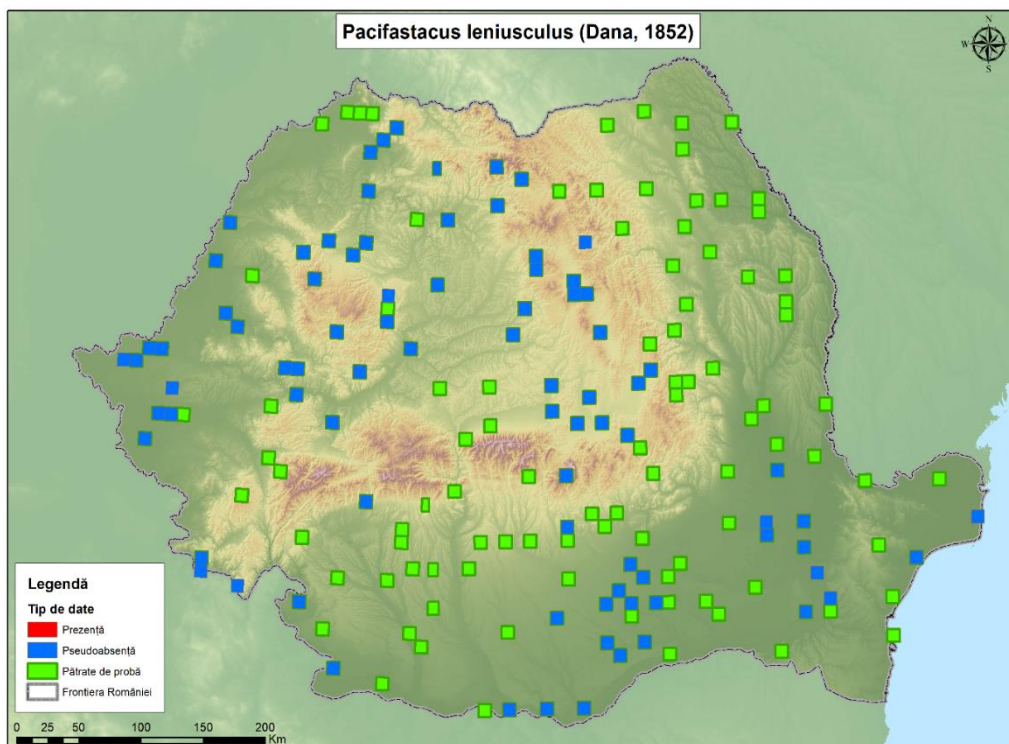 Pacifastacus leniusculus (Dana, 1852)
N
W E
S
Legendă
Tip de date
Prezență
Pseudoabsență
Pătrate de probă
Frontiera României
0 25 50 100 150 200
Km